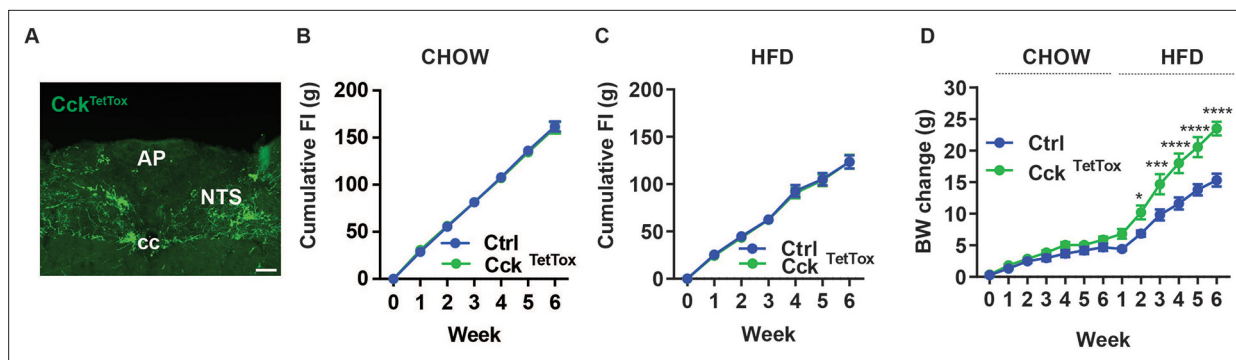 A
Cck TetTox
AP
NTS
cc
B
CHOW
Cumulative FI (g)
200
150
100
50
0
Ctrl
Cck TetTox
0 1 2 3 4 5 6
Week
C
HFD
Cumulative FI (g)
200
150
100
50
0
Ctrl
Cck TetTox
0 1 2 3 4 5 6
Week
D
CHOW HFD
BW change (g)
30
25
20
15
10
5
0
Ctrl
Cck TetTox
*
***
****
****
****
0 1 2 3 4 5 6 1 2 3 4 5 6
Week